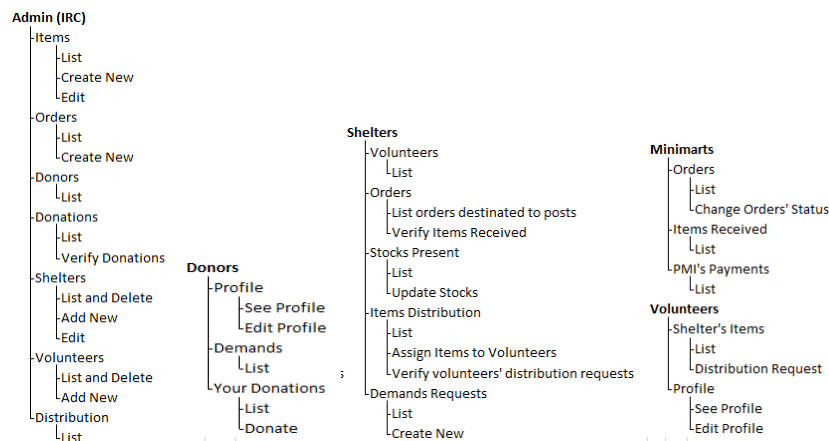 Admin (IRC)
Items
List
Create New
Edit
Orders
List
Create New
Donors
List
Donations
List
Verify Donations
Shelters
List and Delete
Add New
Edit
Volunteers
List and Delete
Add New
Distribution
List
Donors
Profile
See Profile
Edit Profile
Demands
List
Your Donations
List
Donate
Shelters
Volunteers
List
Orders
List orders destinated to posts
Verify Items Received
Stocks Present
List
Update Stocks
Items Distribution
List
Assign Items to Volunteers
Verify volunteers' distribution requests
Demands Requests
List
Create New
Minimarts
Orders
List
Change Orders' Status
Items Received
List
PMI's Payments
List
Volunteers
Shelter's Items
List
Distribution Request
Profile
See Profile
Edit Profile